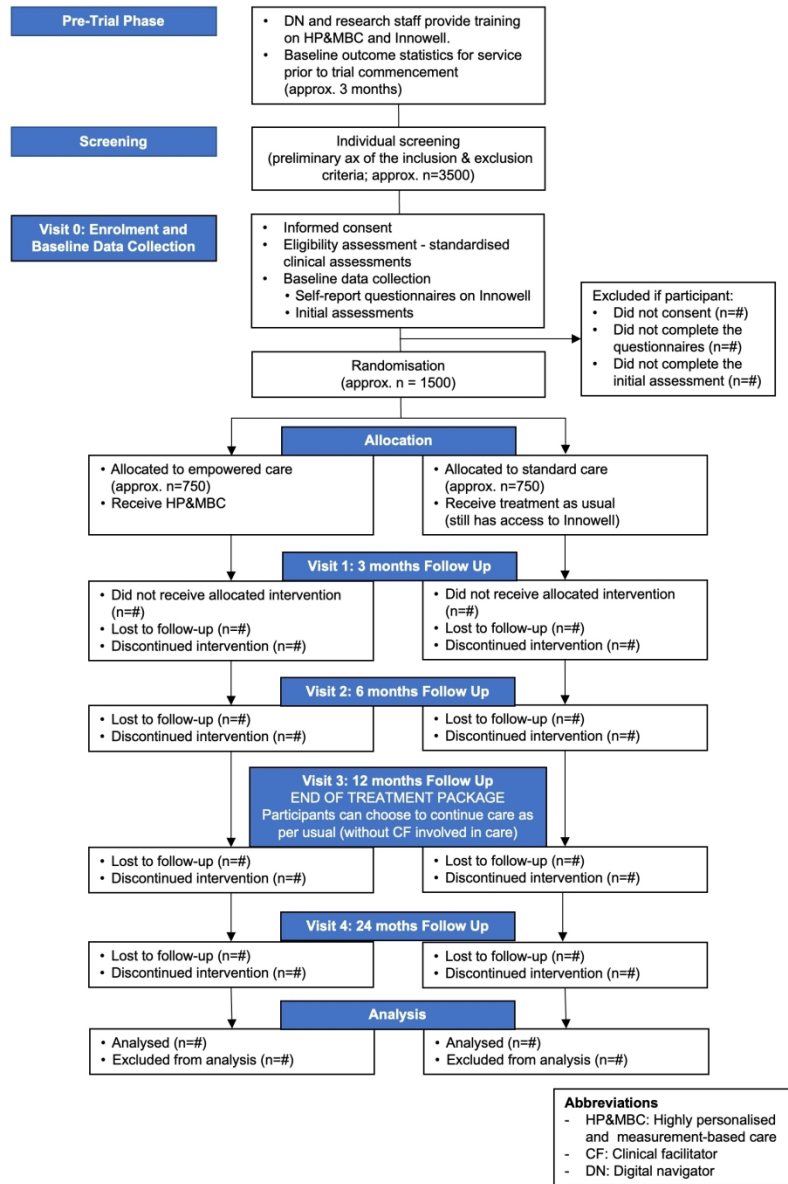 Pre-Trial Phase
• DN and research staff provide training
on HP&MBC and Innowell.
• Baseline outcome statistics for service
prior to trial commencement
(approx. 3 months)
Screening
Individual screening
(preliminary ax of the inclusion & exclusion
criteria; approx. n=3500)
Visit 0: Enrolment and
Baseline Data Collection
• Informed consent
• Eligibility assessment - standardised
clinical assessments
• Baseline data collection
• Self-report questionnaires on Innowell
• Initial assessments
Excluded if participant:
• Did not consent (n=#)
• Did not complete the
questionnaires (n=#)
• Did not complete the
initial assessment (n=#)
Randomisation
(approx. n = 1500)
Allocation
• Allocated to empowered care
(approx. n=750)
• Receive HP&MBC
• Allocated to standard care
(approx. n=750)
• Receive treatment as usual
(still has access to Innowell)
Visit 1: 3 months Follow Up
• Did not receive allocated intervention
(n=#)
• Lost to follow-up (n=#)
• Discontinued intervention (n=#)
• Did not receive allocated intervention
(n=#)
• Lost to follow-up (n=#)
• Discontinued intervention (n=#)
Visit 2: 6 months Follow Up
• Lost to follow-up (n=#)
• Discontinued intervention (n=#)
• Lost to follow-up (n=#)
• Discontinued intervention (n=#)
Visit 3: 12 months Follow Up
END OF TREATMENT PACKAGE
Participants can choose to continue care as
per usual (without CF involved in care)
• Lost to follow-up (n=#)
• Discontinued intervention (n=#)
• Lost to follow-up (n=#)
• Discontinued intervention (n=#)
Visit 4: 24 moths Follow Up
• Lost to follow-up (n=#)
• Discontinued intervention (n=#)
• Lost to follow-up (n=#)
• Discontinued intervention (n=#)
Analysis
• Analysed (n=#)
• Excluded from analysis (n=#)
• Analysed (n=#)
• Excluded from analysis (n=#)
Abbreviations
- HP&MBC: Highly personalised
and measurement-based care
- CF: Clinical facilitator
- DN: Digital navigator